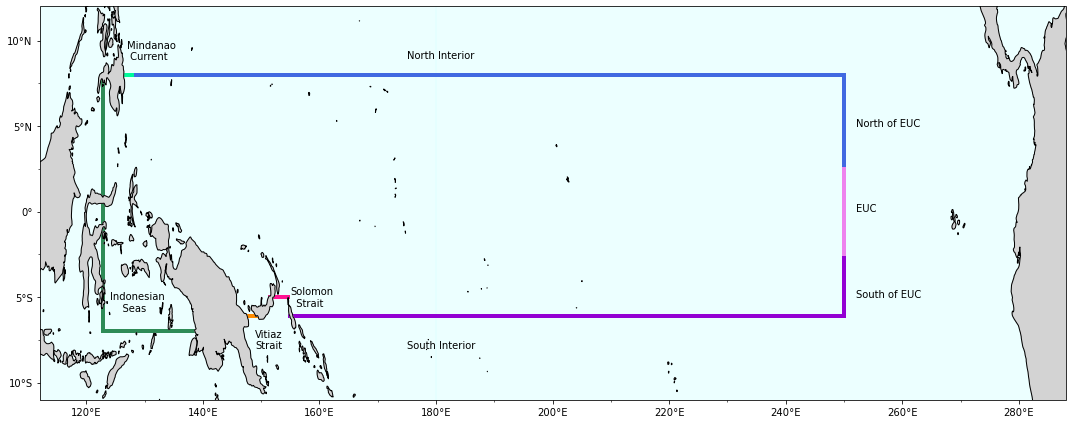 10°N
5°N
0°
5°S
10°S
Mindanao
Current
North Interior
North of EUC
EUC
South of EUC
Indonesian
Seas
Solomon
Strait
Vitiaz
Strait
South Interior
120°E
140°E
160°E
180°E
200°E
220°E
240°E
260°E
280°E